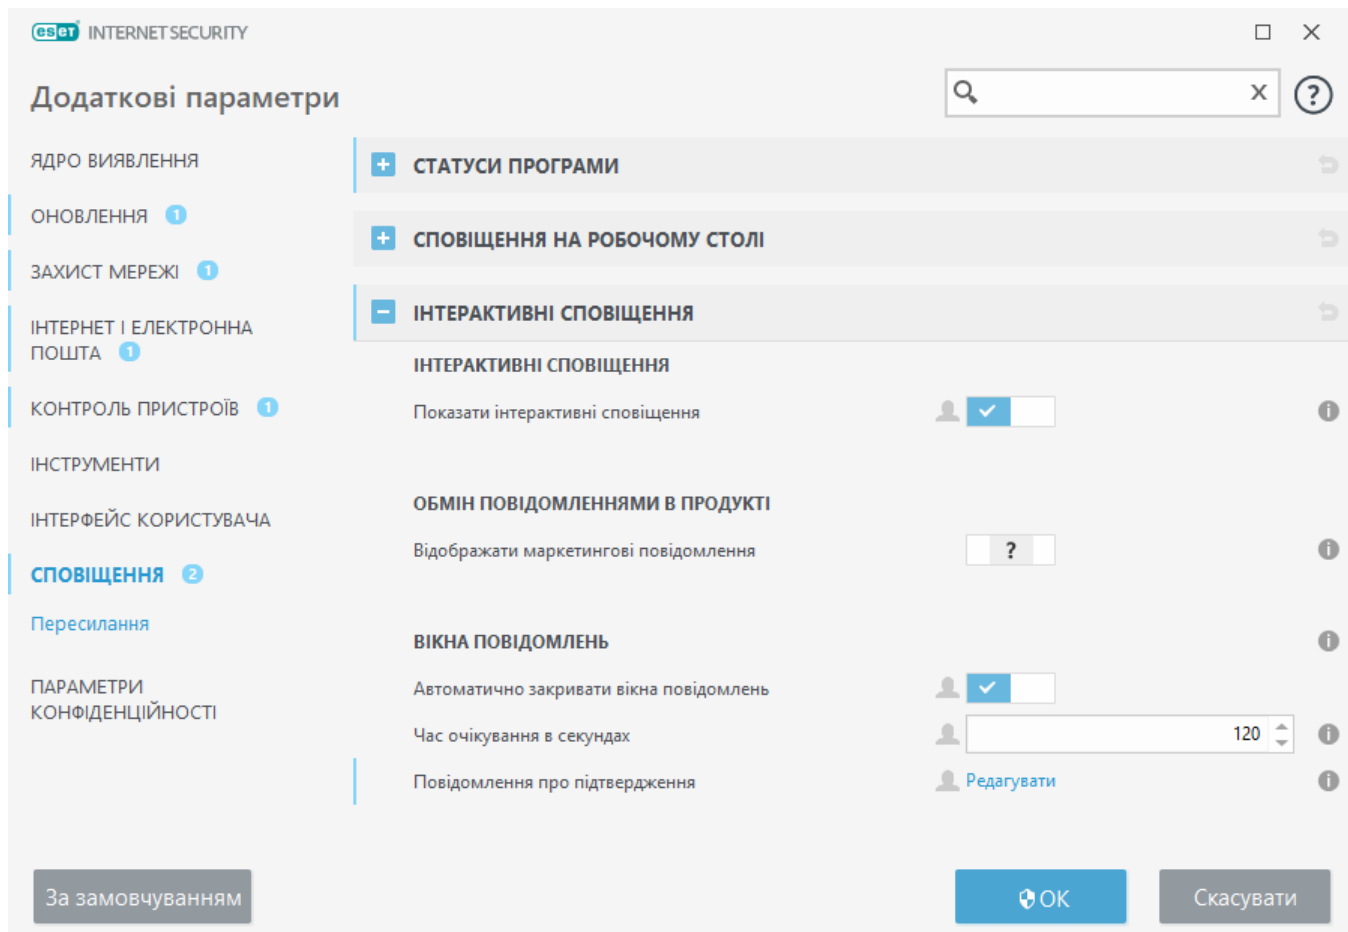 eset INTERNET SECURITY
Додаткові параметри
x
?
ЯДРО ВИЯВЛЕННЯ
ОНОВЛЕННЯ 1
ЗАХИСТ МЕРЕЖІ 1
ІНТЕРНЕТ І ЕЛЕКТРОННА
ПОШТА 1
КОНТРОЛЬ ПРИСТРОЇВ 1
ІНСТРУМЕНТИ
ІНТЕРФЕЙС КОРИСТУВАЧА
СПОВІЩЕННЯ 2
Пересилання
ПАРАМЕТРИ
КОНФІДЕНЦІЙНОСТІ
СТАТУСИ ПРОГРАМИ
СПОВІЩЕННЯ НА РОБОЧОМУ СТОЛІ
ІНТЕРАКТИВНІ СПОВІЩЕННЯ
ІНТЕРАКТИВНІ СПОВІЩЕННЯ
Показати інтерактивні сповіщення
ОБМІН ПОВІДОМЛЕННЯМИ В ПРОДУКТІ
Відображати маркетингові повідомлення ?
ВІКНА ПОВІДОМЛЕНЬ
Автоматично закривати вікна повідомлень
Час очікування в секундах 120
Повідомлення про підтвердження Редагувати
За замовчуванням
OK
Скасувати